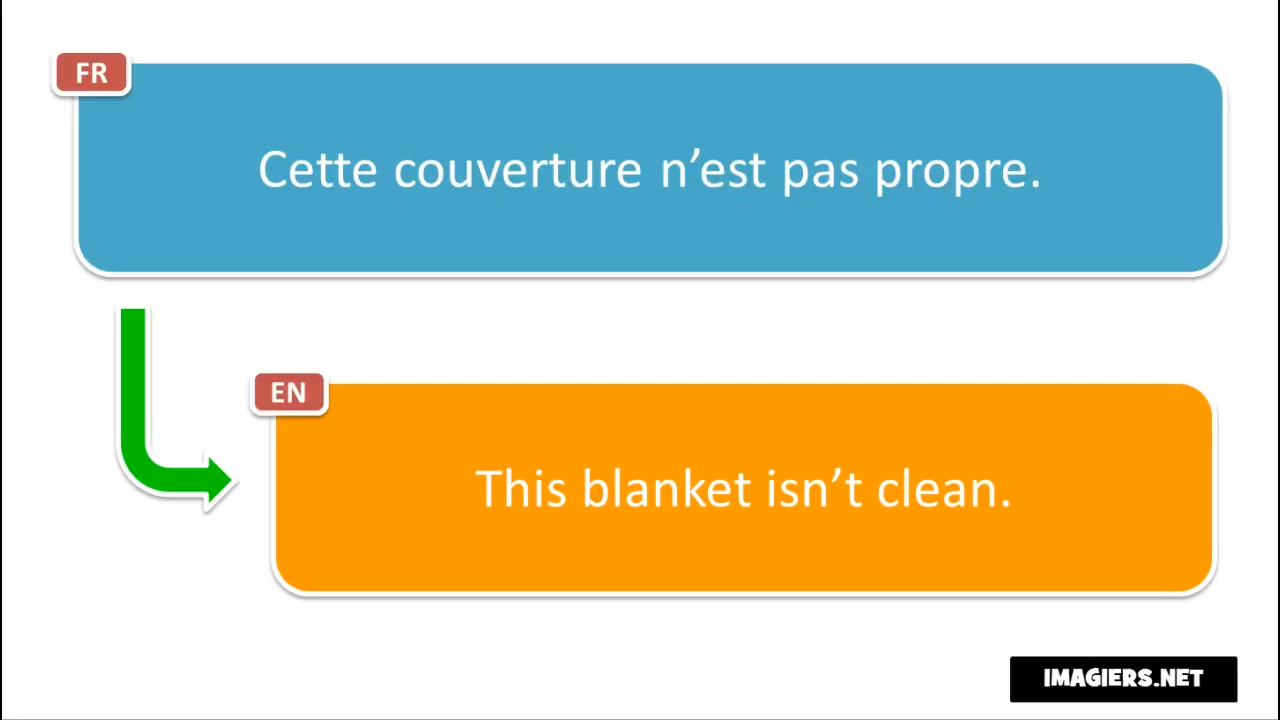 FR
Cette couverture n’est pas propre.
EN
This blanket isn’t clean.
IMAGIERS.NET